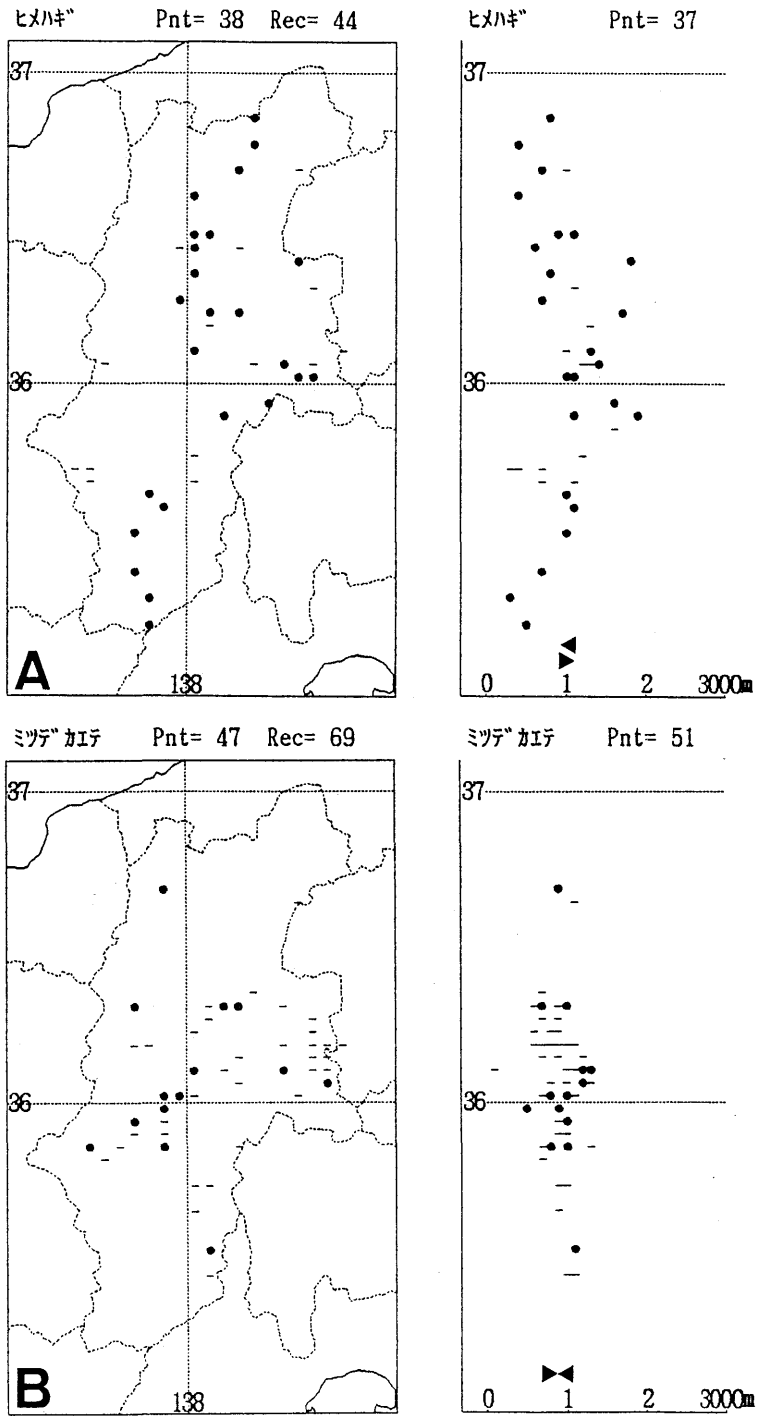 ﾋﾒﾊｷﾞ Pnt= 38 Rec= 44
ﾋﾒﾊｷﾞ Pnt= 37
37
37
36
36
A
138
0 1 2 3000m
ﾐﾂﾃﾞｶｴﾃ Pnt= 47 Rec= 69
ﾐﾂﾃﾞｶｴﾃ Pnt= 51
37
37
36
36
B
138
0 1 2 3000m